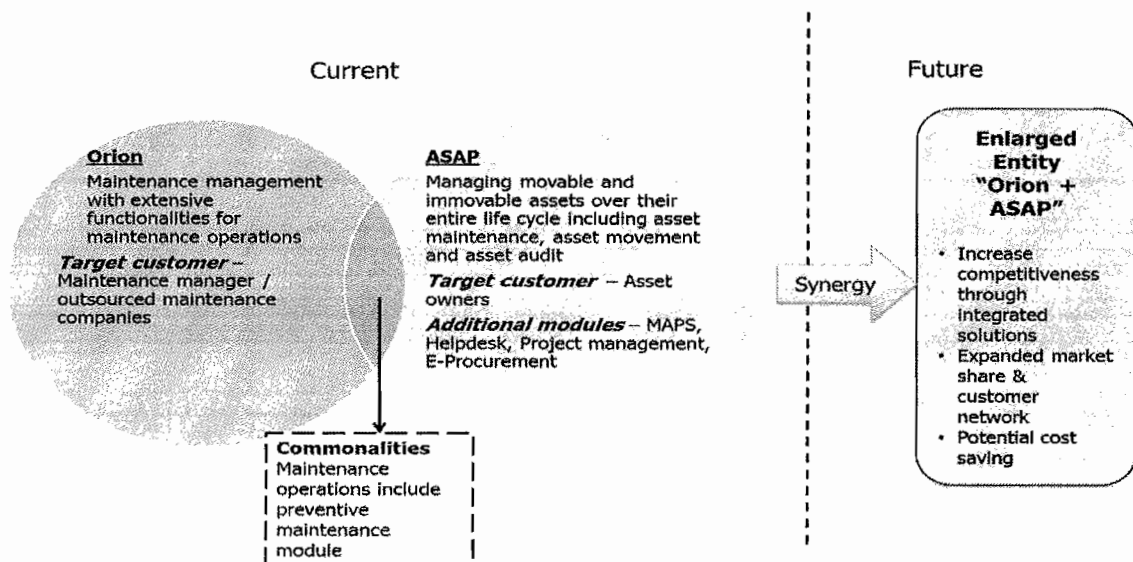 Current
Orion
Maintenance management
with extensive
functionalities for
maintenance operations
Target customer –
Maintenance manager /
outsourced maintenance
companies
ASAP
Managing movable and
immovable assets over their
entire life cycle including asset
maintenance, asset movement
and asset audit
Target customer – Asset
owners
Additional modules – MAPS,
Helpdesk, Project management,
E-Procurement
Commonalities
Maintenance
operations include
preventive
maintenance
module
Synergy
Future
Enlarged
Entity
"Orion +
ASAP"
• Increase
competitiveness
through
integrated
solutions
• Expanded market
share &
customer
network
• Potential cost
saving